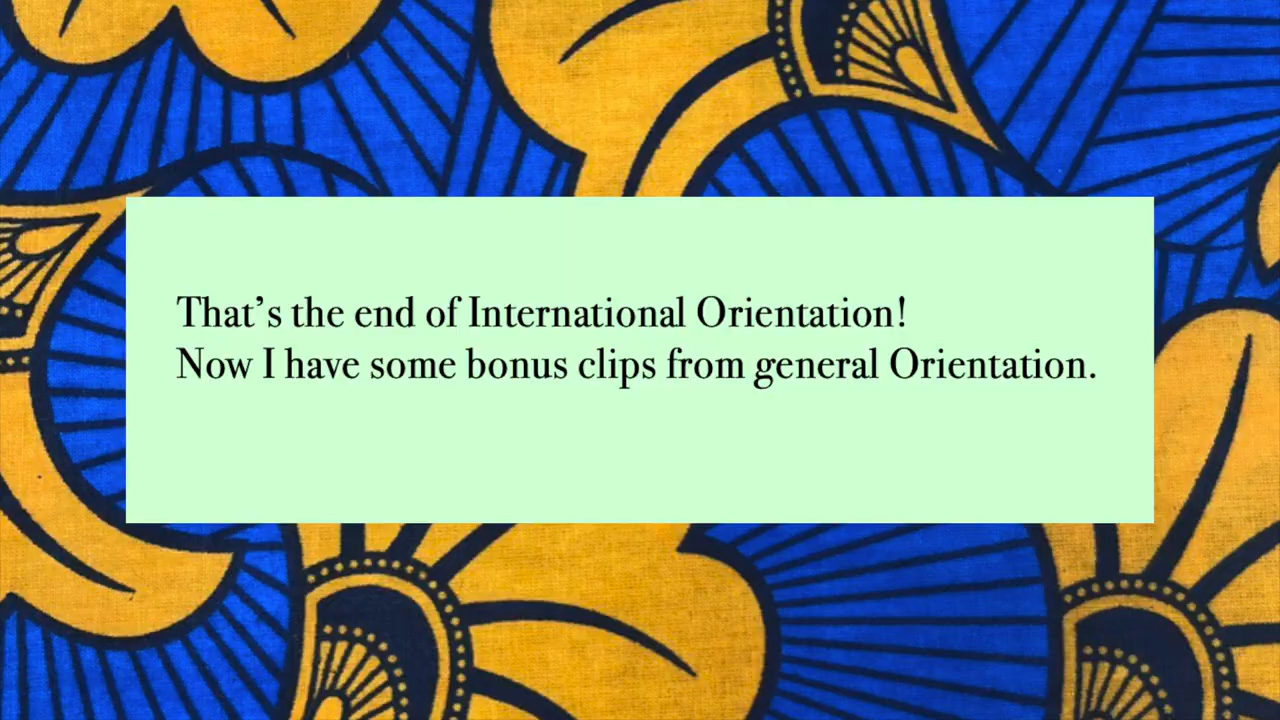 That’s the end of International Orientation!
Now I have some bonus clips from general Orientation.